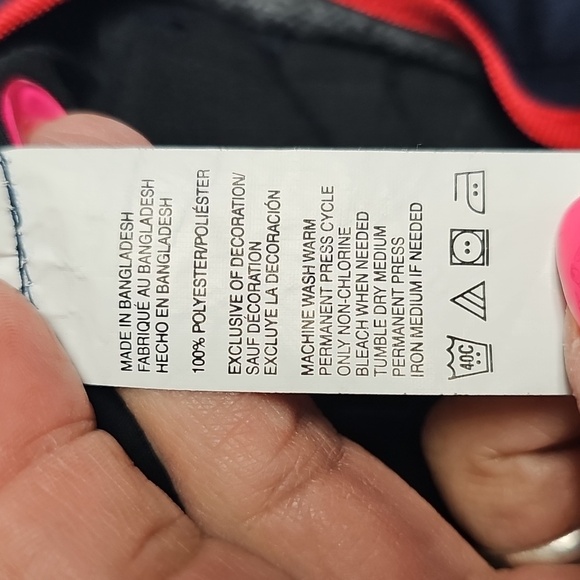 MADE IN BANGLADESH
FABRIQUÉ AU BANGLADESH
HECHO EN BANGLADESH
100% POLYESTER/POLIÉSTER
EXCLUSIVE OF DECORATION/
SAUF DÉCORATION
EXCLUYE LA DECORACIÓN
MACHINE WASH WARM
PERMANENT PRESS CYCLE
ONLY NON-CHLORINE
BLEACH WHEN NEEDED
TUMBLE DRY MEDIUM
PERMANENT PRESS
IRON MEDIUM IF NEEDED
40C